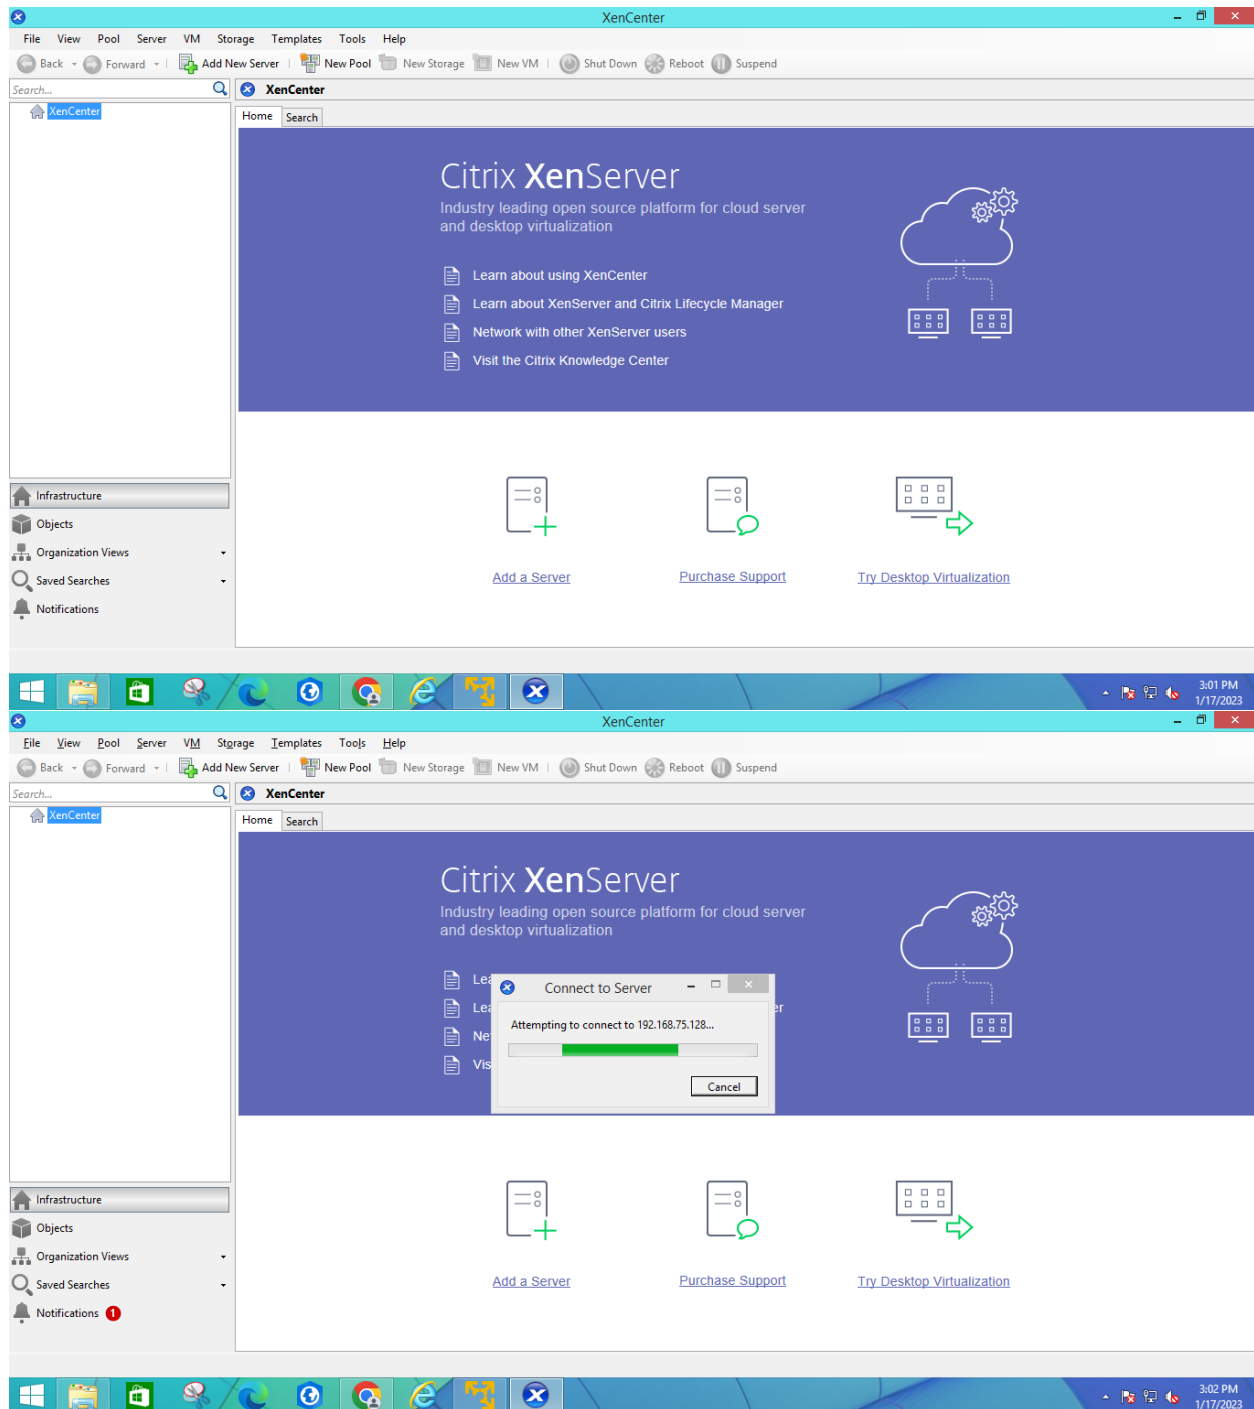 XenCenter
File View Pool Server VM Storage Templates Tools Help
Back Forward Add New Server New Pool New Storage New VM Shut Down Reboot Suspend
Search...
XenCenter
XenCenter
Home Search
Citrix XenServer
Industry leading open source platform for cloud server
and desktop virtualization
Learn about using XenCenter
Learn about XenServer and Citrix Lifecycle Manager
Network with other XenServer users
Visit the Citrix Knowledge Center
Infrastructure
Objects
Organization Views
Saved Searches
Notifications
Add a Server
Purchase Support
Try Desktop Virtualization
3:01 PM
1/17/2023
XenCenter
File View Pool Server VM Storage Templates Tools Help
Back Forward Add New Server New Pool New Storage New VM Shut Down Reboot Suspend
Search...
XenCenter
XenCenter
Home Search
Citrix XenServer
Industry leading open source platform for cloud server
and desktop virtualization
Lea
Lea er
Ne
Vis
Connect to Server
Attempting to connect to 192.168.75.128...
Cancel
Infrastructure
Objects
Organization Views
Saved Searches
Notifications 1
Add a Server
Purchase Support
Try Desktop Virtualization
3:02 PM
1/17/2023